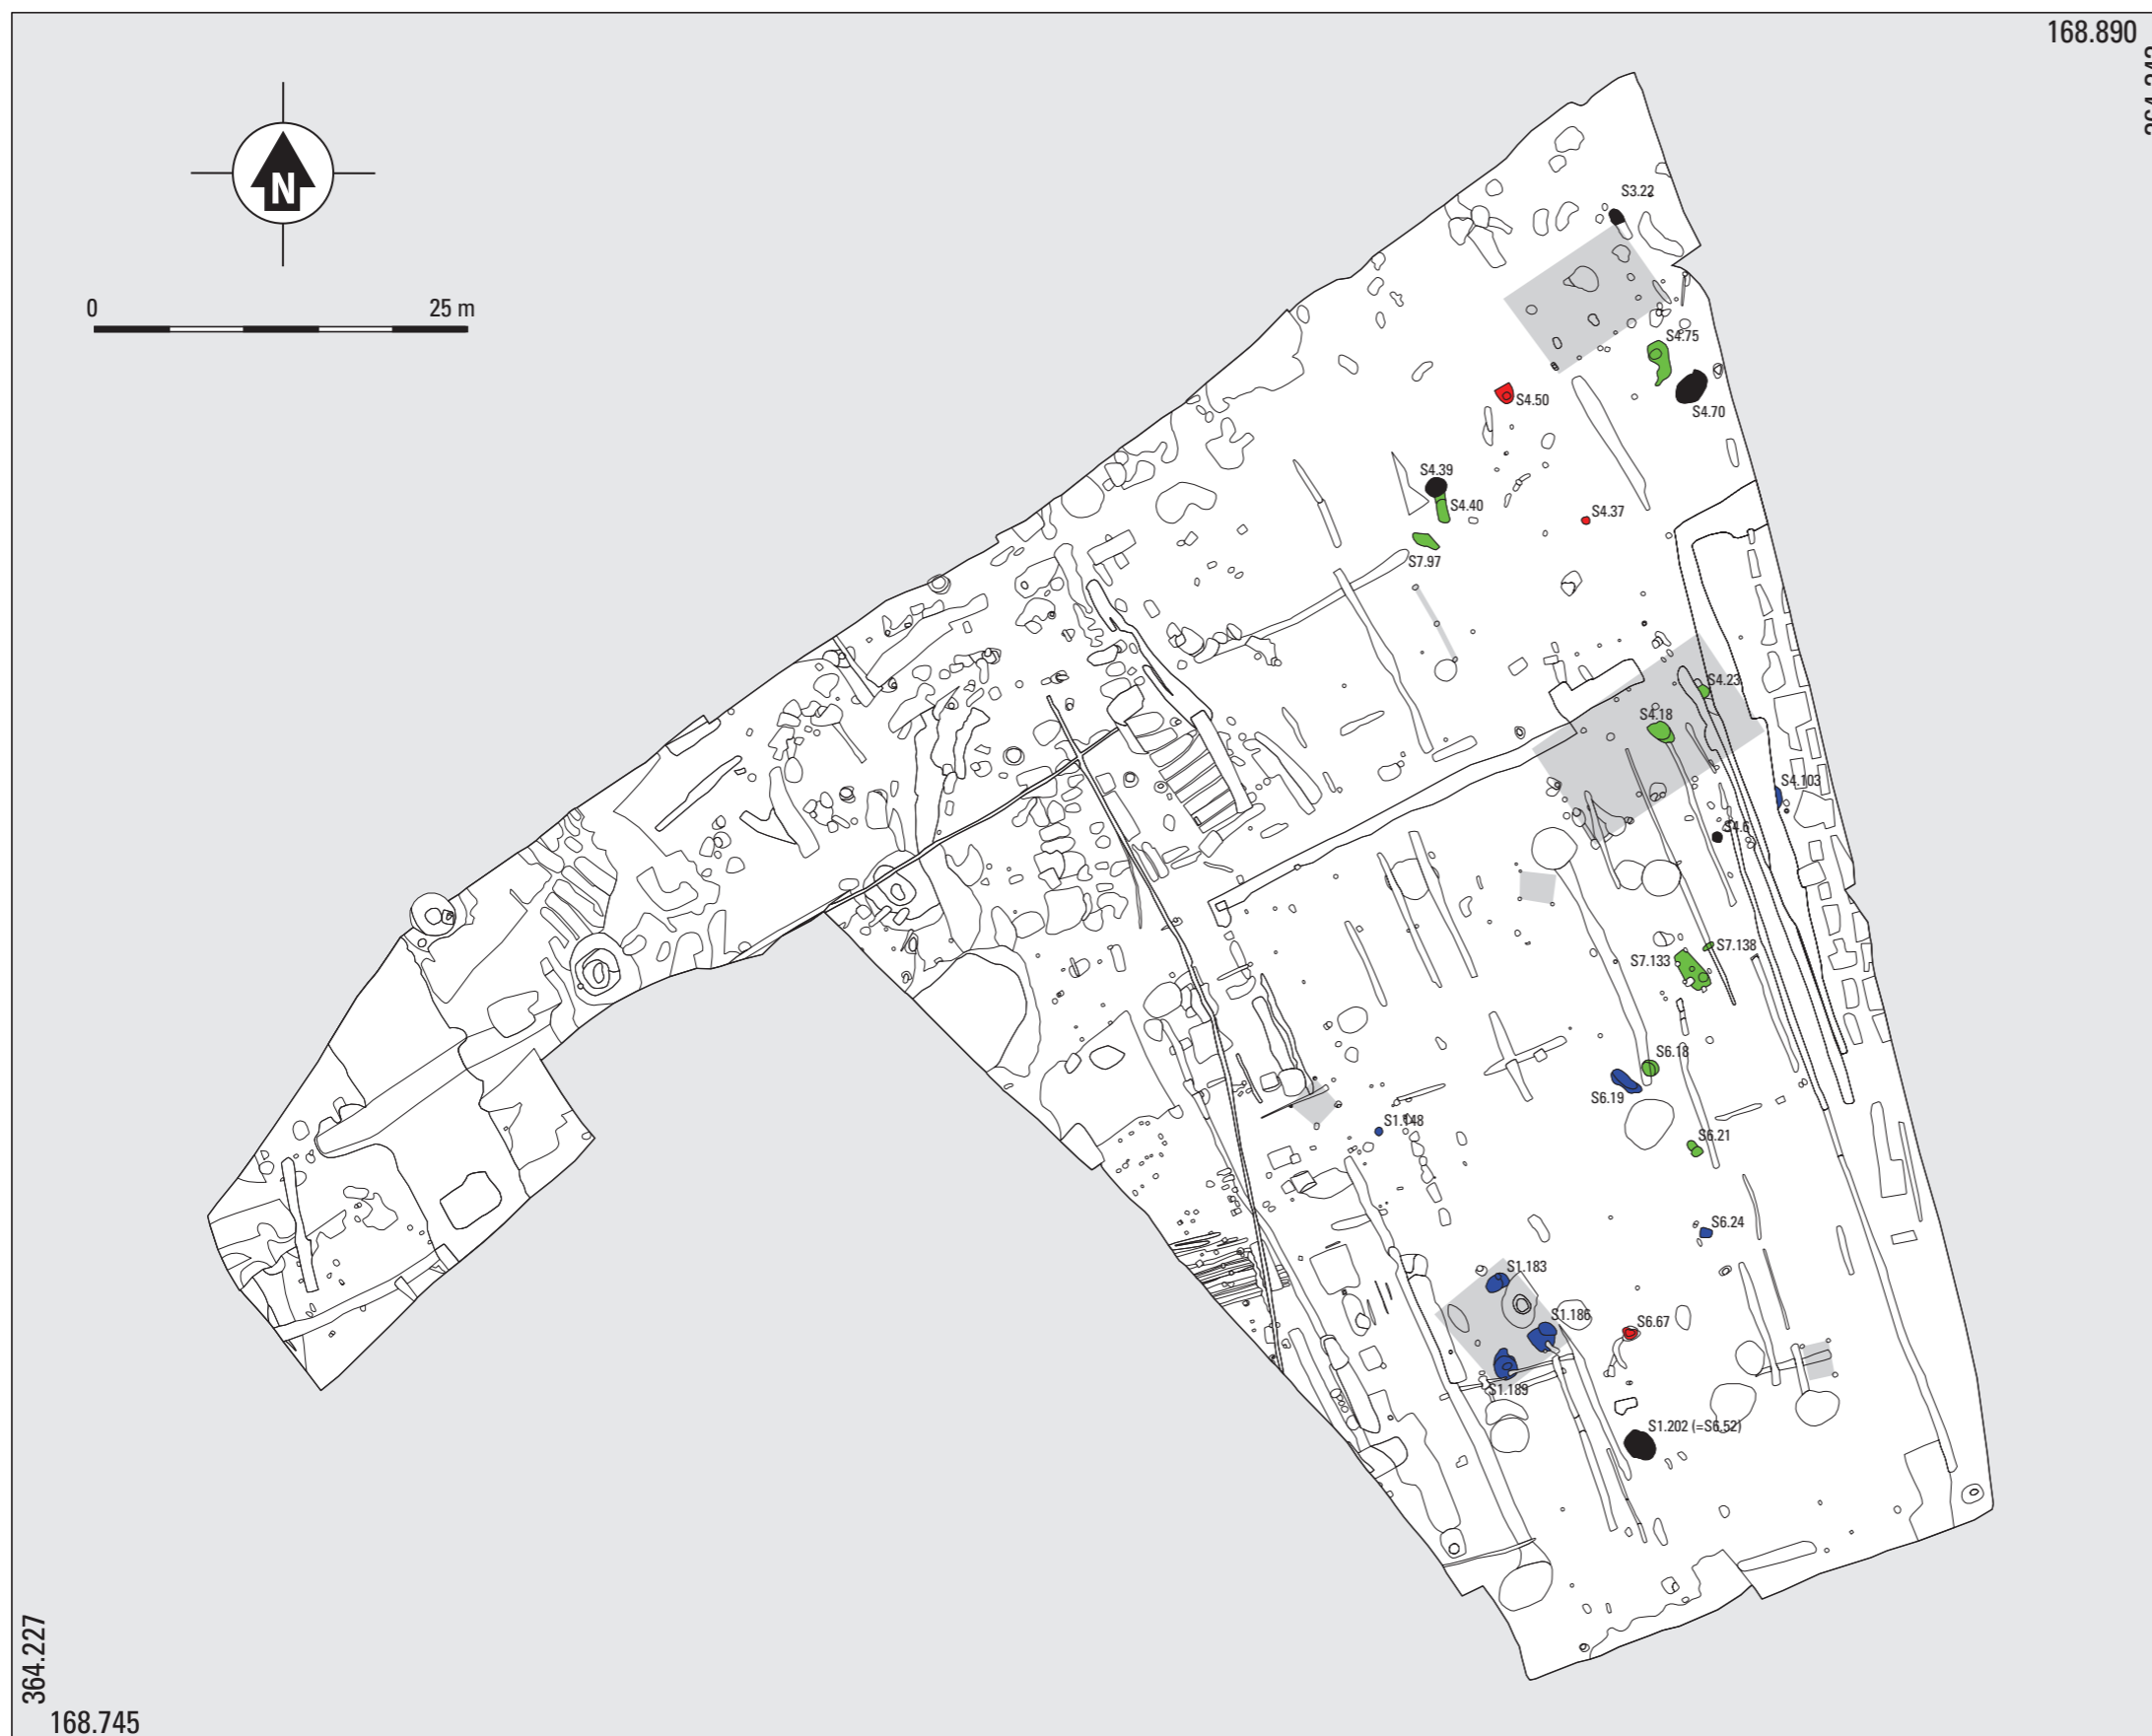 168.890
N
0 25 m
S3.22
S4.75
S4.50
S4.70
S4.39
S4.40
S4.37
S7.97
S4.23
S4.18
S4.103
S4.6
S7.138
S7.133
S6.18
S6.19
S1.148
S6.21
S6.24
S1.183
S1.186
S6.67
S1.189
S1.202 (=S6.52)
364.227
168.745